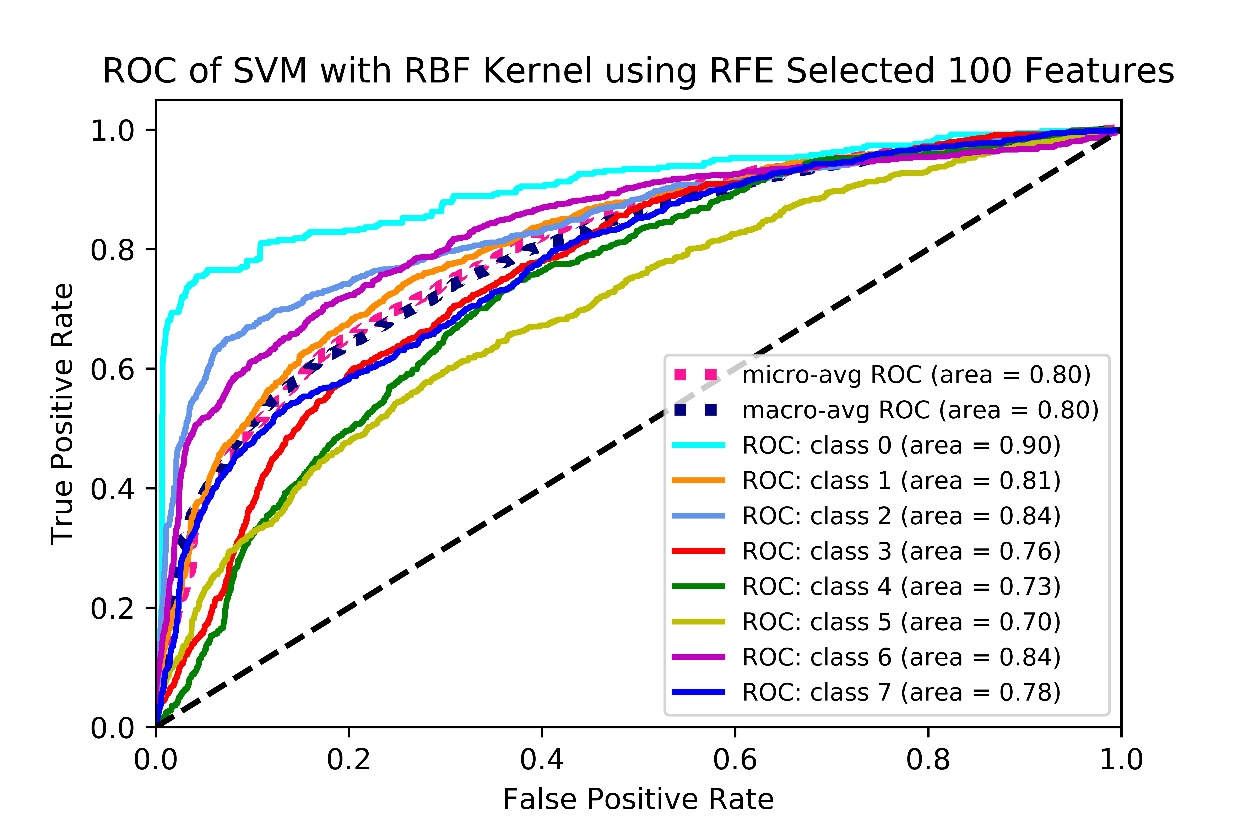 ROC of SVM with RBF Kernel using RFE Selected 100 Features
1.0
0.8
0.6
0.4
0.2
0.0
True Positive Rate
micro-avg ROC (area = 0.80)
macro-avg ROC (area = 0.80)
ROC: class 0 (area = 0.90)
ROC: class 1 (area = 0.81)
ROC: class 2 (area = 0.84)
ROC: class 3 (area = 0.76)
ROC: class 4 (area = 0.73)
ROC: class 5 (area = 0.70)
ROC: class 6 (area = 0.84)
ROC: class 7 (area = 0.78)
0.0 0.2 0.4 0.6 0.8 1.0
False Positive Rate